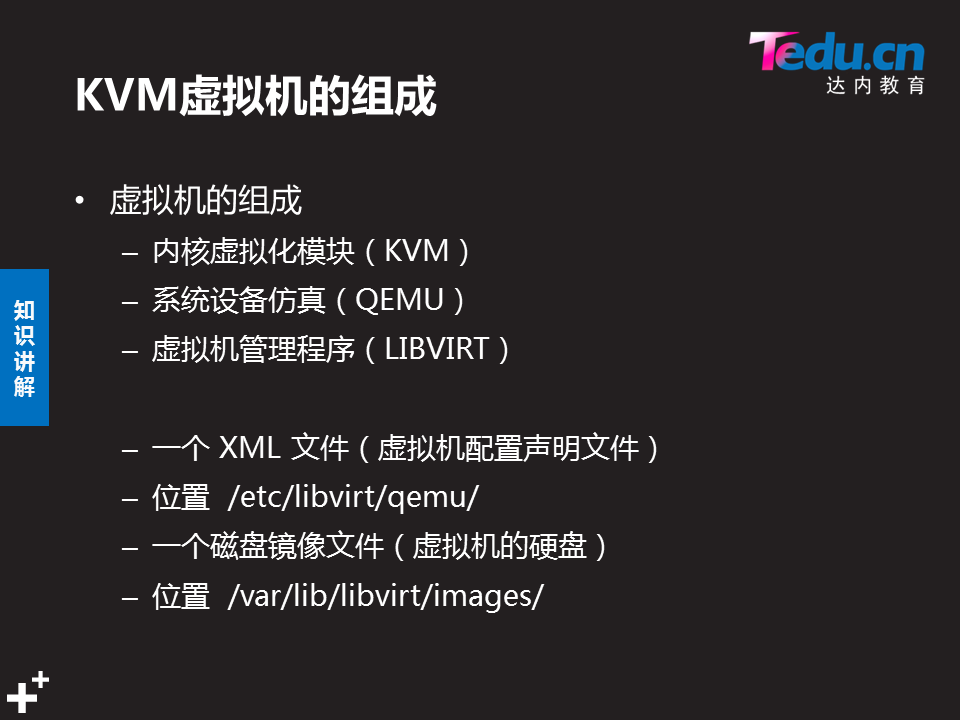 Tedu.cn
达内教育
KVM虚拟机的组成
• 虚拟机的组成
– 内核虚拟化模块（KVM）
– 系统设备仿真（QEMU）
– 虚拟机管理程序（LIBVIRT）
– 一个 XML 文件（虚拟机配置声明文件）
– 位置 /etc/libvirt/qemu/
– 一个磁盘镜像文件（虚拟机的硬盘）
– 位置 /var/lib/libvirt/images/
知识讲解